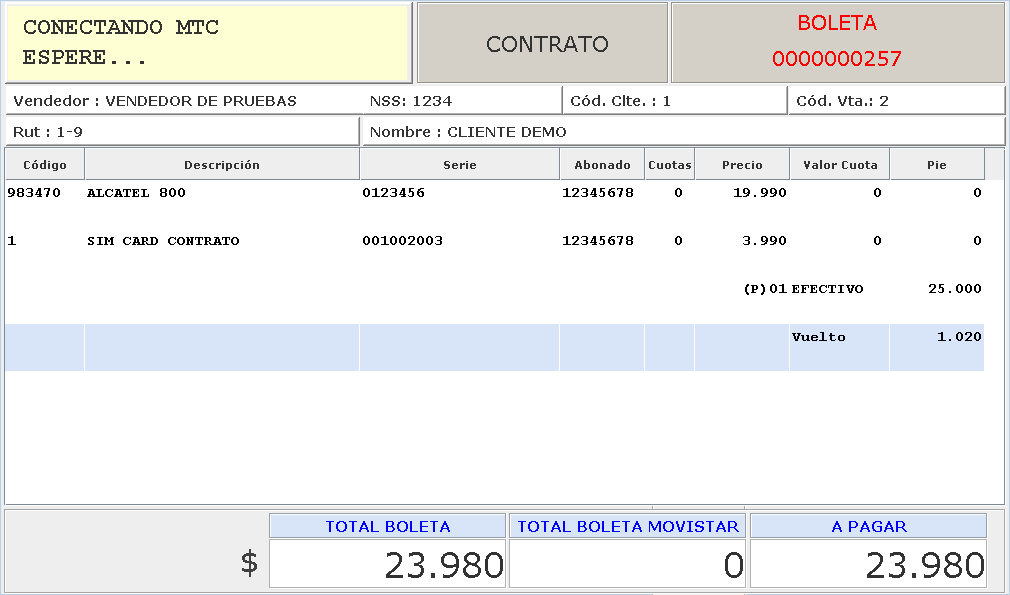 CONECTANDO MTC
ESPERE...
CONTRATO
BOLETA
0000000257
Vendedor : VENDEDOR DE PRUEBAS NSS: 1234 Cód. Clte. : 1 Cód. Vta.: 2
Rut : 1-9 Nombre : CLIENTE DEMO
Código Descripción Serie Abonado Cuotas Precio Valor Cuota Pie
983470 ALCATEL 800 0123456 12345678 0 19.990 0 0
1 SIM CARD CONTRATO 001002003 12345678 0 3.990 0 0
(P)01 EFECTIVO 25.000
Vuelto 1.020
TOTAL BOLETA TOTAL BOLETA MOVISTAR A PAGAR
$ 23.980 0 23.980